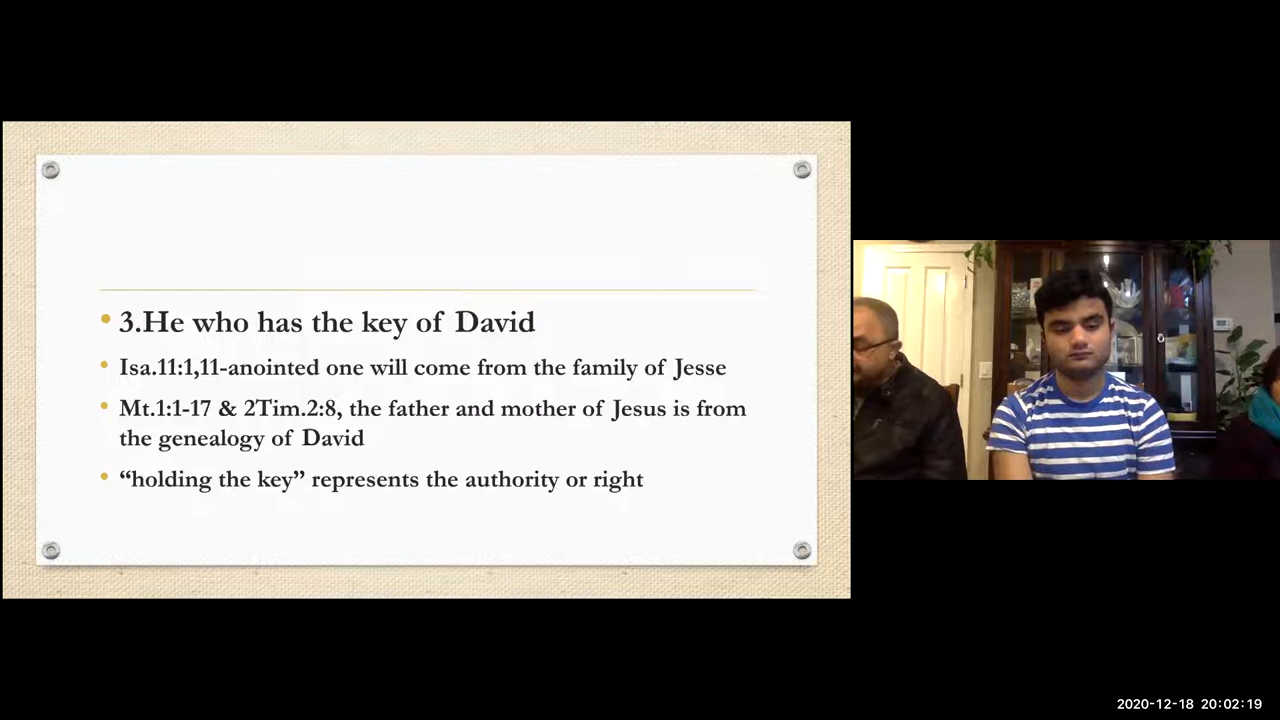 3.He who has the key of David
Isa.11:1,11-anointed one will come from the family of Jesse
Mt.1:1-17 & 2Tim.2:8, the father and mother of Jesus is from
the genealogy of David
“holding the key” represents the authority or right
2020-12-18 20:02:19